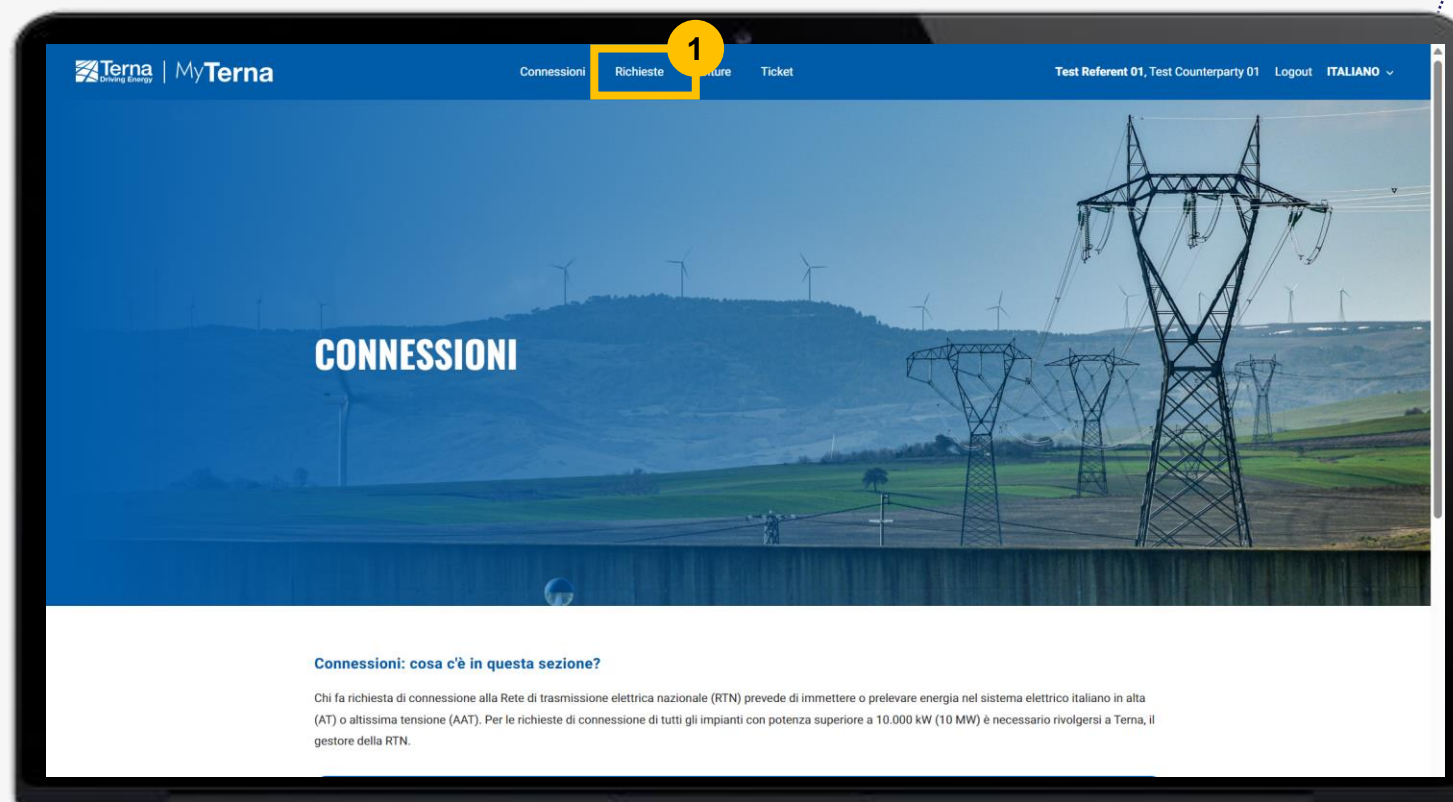 Terna
Driving Energy
MyTerna
Connessioni Richieste Ticket
1
Test Referent 01, Test Counterparty 01 Logout ITALIANO
CONNESSIONI
Connessioni: cosa c'è in questa sezione?
Chi fa richiesta di connessione alla Rete di trasmissione elettrica nazionale (RTN) prevede di immettere o prelevare energia nel sistema elettrico italiano in alta
(AT) o altissima tensione (AAT). Per le richieste di connessione di tutti gli impianti con potenza superiore a 10.000 kW (10 MW) è necessario rivolgersi a Terna, il
gestore della RTN.